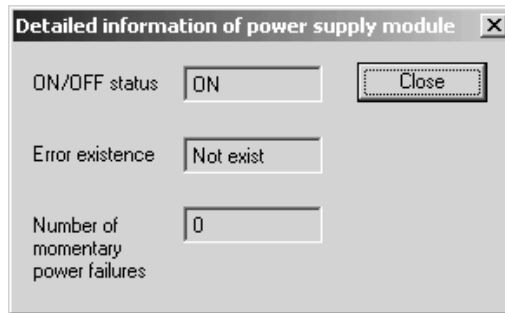 Detailed information of power supply module
ON/OFF status
ON
Close
Error existence
Not exist
Number of
momentary
power failures
0